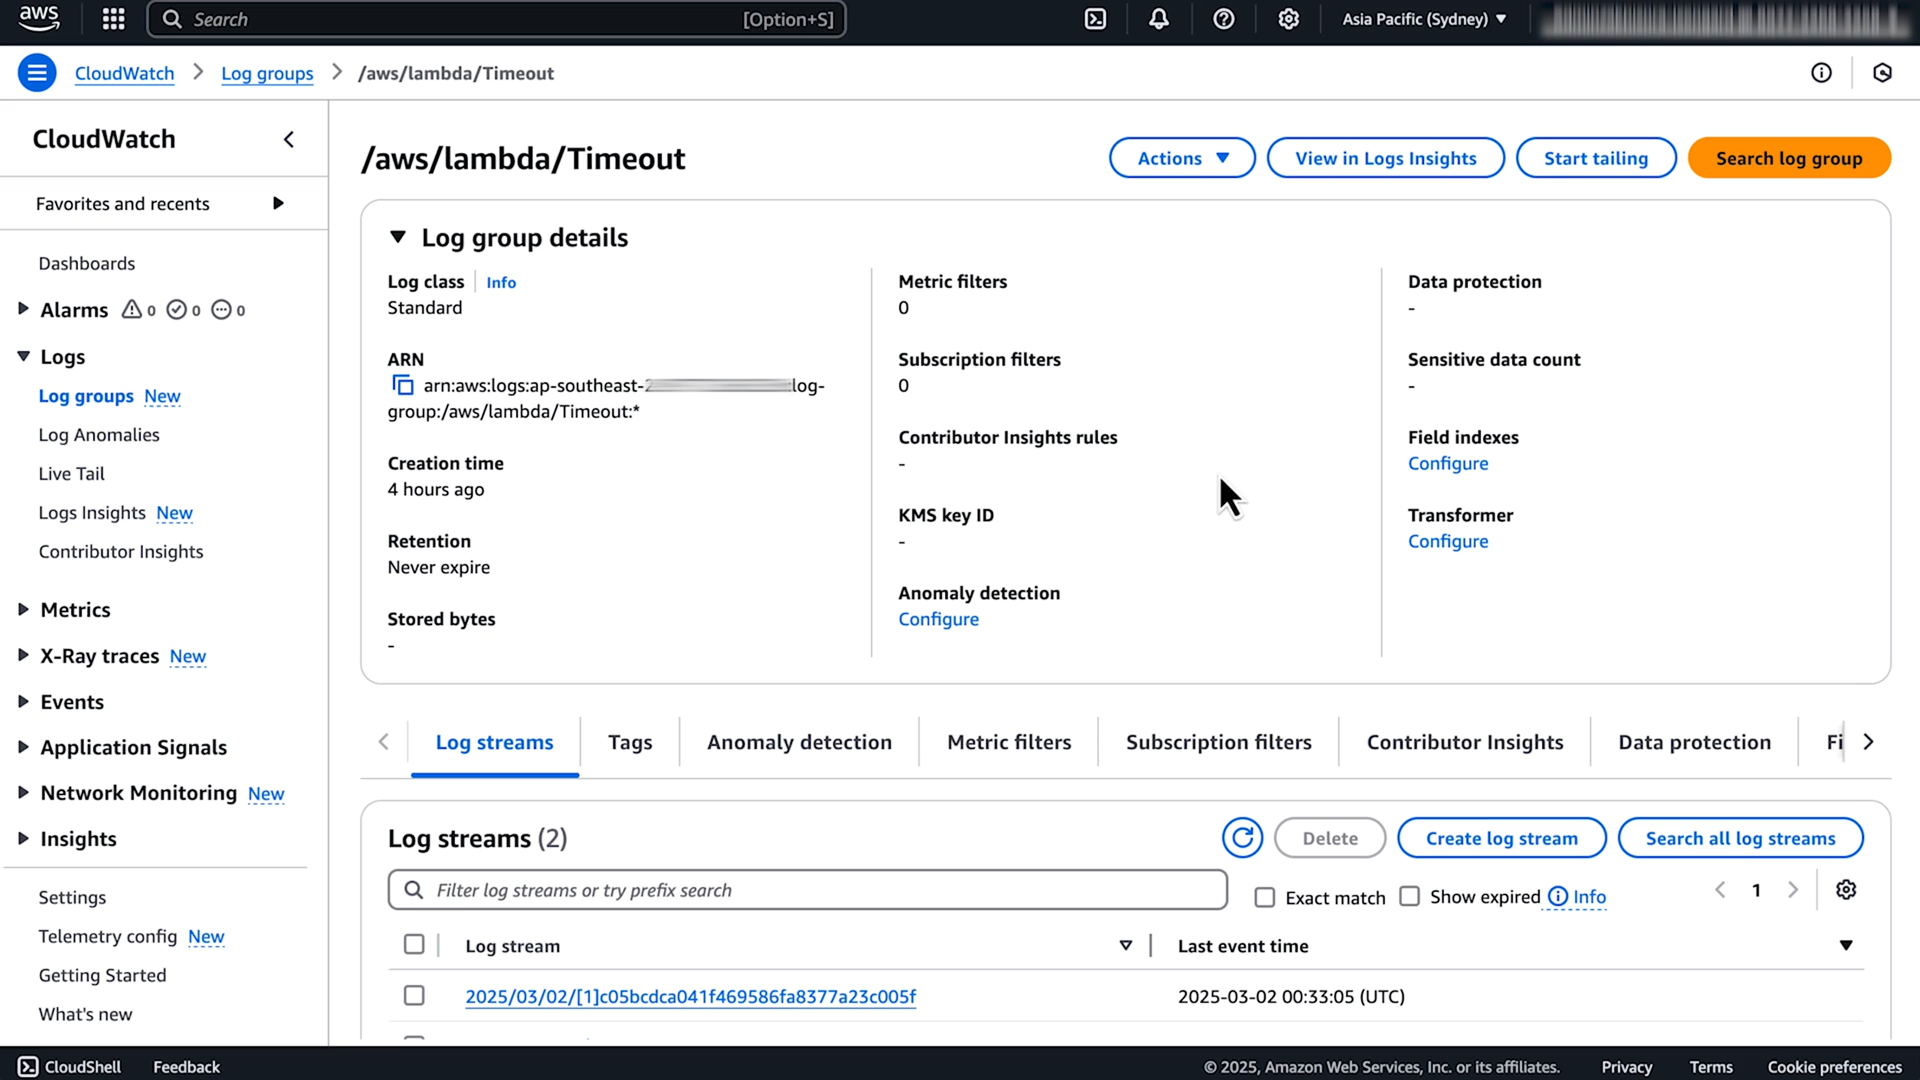 aws
Search [Option+S]
Asia Pacific (Sydney)
CloudWatch
Log groups
/aws/lambda/Timeout
CloudWatch
Favorites and recents
Dashboards
Alarms 0 0 0
Logs
Log groups New
Log Anomalies
Live Tail
Logs Insights New
Contributor Insights
Metrics
X-Ray traces New
Events
Application Signals
Network Monitoring New
Insights
Settings
Telemetry config New
Getting Started
What's new
/aws/lambda/Timeout
Actions
View in Logs Insights
Start tailing
Search log group
Log group details
Log class Info
Standard
ARN
arn:aws:logs:ap-southeast- log-
group:/aws/lambda/Timeout:*
Creation time
4 hours ago
Retention
Never expire
Stored bytes
-
Metric filters
0
Subscription filters
0
Contributor Insights rules
-
KMS key ID
-
Anomaly detection
Configure
Data protection
-
Sensitive data count
-
Field indexes
Configure
Transformer
Configure
Log streams
Tags
Anomaly detection
Metric filters
Subscription filters
Contributor Insights
Data protection
Fi
Log streams (2)
Delete
Create log stream
Search all log streams
Filter log streams or try prefix search
Exact match
Show expired
Info
1
Log stream
Last event time
2025/03/02/[1]c05bcdca041f469586fa8377a23c005f
2025-03-02 00:33:05 (UTC)
CloudShell
Feedback
© 2025, Amazon Web Services, Inc. or its affiliates.
Privacy
Terms
Cookie preferences